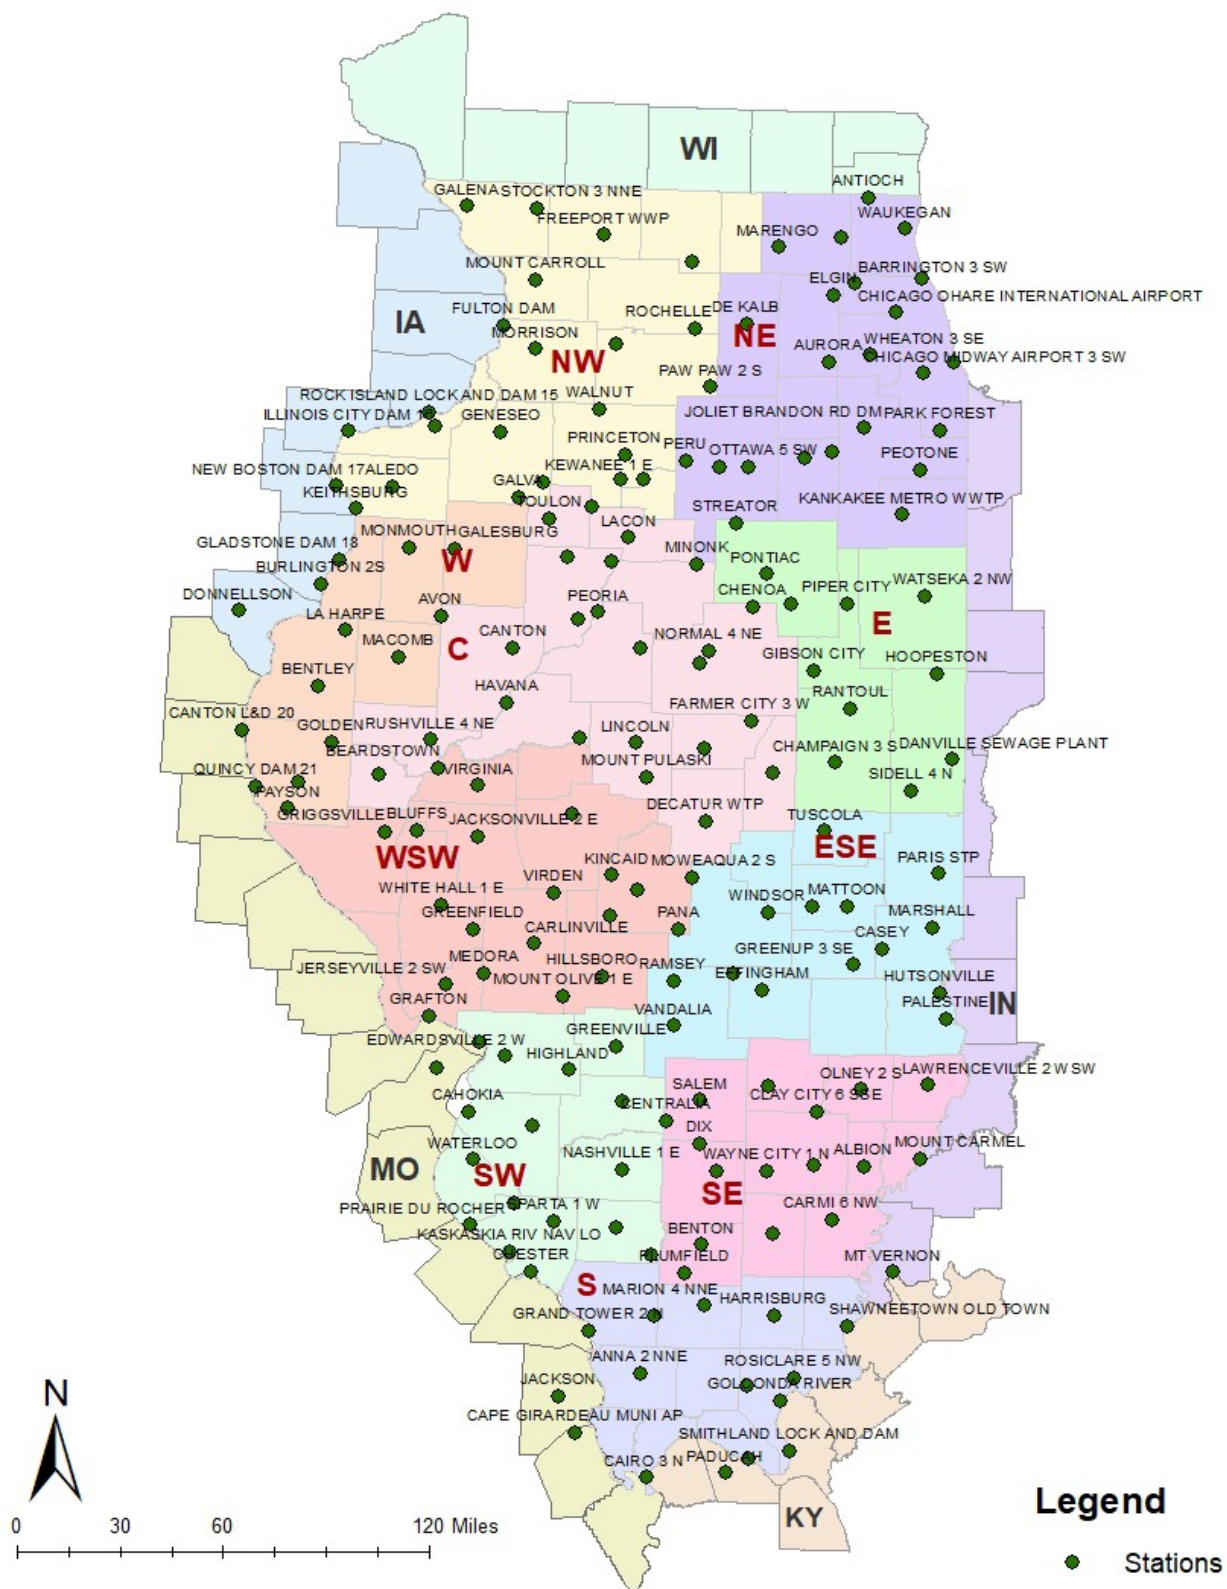 WI
ANTIOCH
GALENA
STOCKTON 3 NNE
WAUKEGAN
FREEPORT WWP
MARENGO
MOUNT CARROLL
BARRINGTON 3 SW
ELGIN
CHICAGO OHARE INTERNATIONAL AIRPORT
FULTON DAM
ROCHELLE
DE KALB
IA
MORRISON
NE
AURORA
WHEATON 3 SE
CHICAGO MIDWAY AIRPORT 3 SW
NW
PAW PAW 2 S
ROCK ISLAND LOCK AND DAM 15
WALNUT
ILLINOIS CITY DAM 16
GENESEO
JOLIET BRANDON RD DM
PARK FOREST
PRINCETON
PERU
OTTAWA 5 SW
PEOTONE
NEW BOSTON DAM 17
ALEDO
KEWANEE 1 E
GALVA
KEITHSBURG
TOULON
STREATOR
KANKAKEE METRO WWTP
LACON
MONMOUTH
GALESBURG
GLADSTONE DAM 18
W
MINONK
PONTIAC
BURLINGTON 2S
WATSEKA 2 NW
DONNELLSON
CHENOA
PIPER CITY
LA HARPE
AVON
PEORIA
E
MACOMB
CANTON
NORMAL 4 NE
C
GIBSON CITY
HOOPESTON
BENTLEY
HAVANA
RANTOUL
FARMER CITY 3 W
CANTON L&D 20
GOLDEN
RUSHVILLE 4 NE
LINCOLN
BEARDSTOWN
CHAMPAIGN 3 S
DANVILLE SEWAGE PLANT
MOUNT PULASKI
QUINCY DAM 21
VIRGINIA
SIDELL 4 N
PAYSON
DECATUR WTP
GRIGGSVILLE
BLUFFS
JACKSONVILLE 2 E
TUSCOLA
ESE
WSW
KINCAID
MOWEAQUA 2 S
PARIS STP
VIRDEN
WHITE HALL 1 E
WINDSOR
MATTOON
GREENFIELD
PANA
MARSHALL
CARLINVILLE
CASEY
GREENUP 3 SE
MEDORA
HILLSBORO
RAMSEY
JERSEYVILLE 2 SW
EFFINGHAM
HUTSONVILLE
MOUNT OLIVE 1 E
GRAFTON
VANDALIA
PALESTINE
IN
GREENVILLE
EDWARDSVILLE 2 W
HIGHLAND
SALEM
OLNEY 2 S
LAWRENCEVILLE 2 WSW
CAHOKIA
CENTRALIA
CLAY CITY 6 SSE
DIX
WATERLOO
NASHVILLE 1 E
WAYNE CITY 1 N
ALBION
MOUNT CARMEL
MO
SW
SE
PRAIRIE DU ROCHER
SPARTA 1 W
CARMI 6 NW
KASKASKIA RIV NAV LO
BENTON
CHESTER
PLUMFIELD
MT VERNON
S
MARION 4 NNE
HARRISBURG
GRAND TOWER 2 N
SHAWNEETOWN OLD TOWN
ANNA 2 NNE
ROSICLARE 5 NW
JACKSON
GOLCONDA RIVER
N
CAPE GIRARDEAU MUNI AP
SMITHLAND LOCK AND DAM
CAIRO 3 N
PADUCAH
KY
Legend
0 30 60 120 Miles
Stations